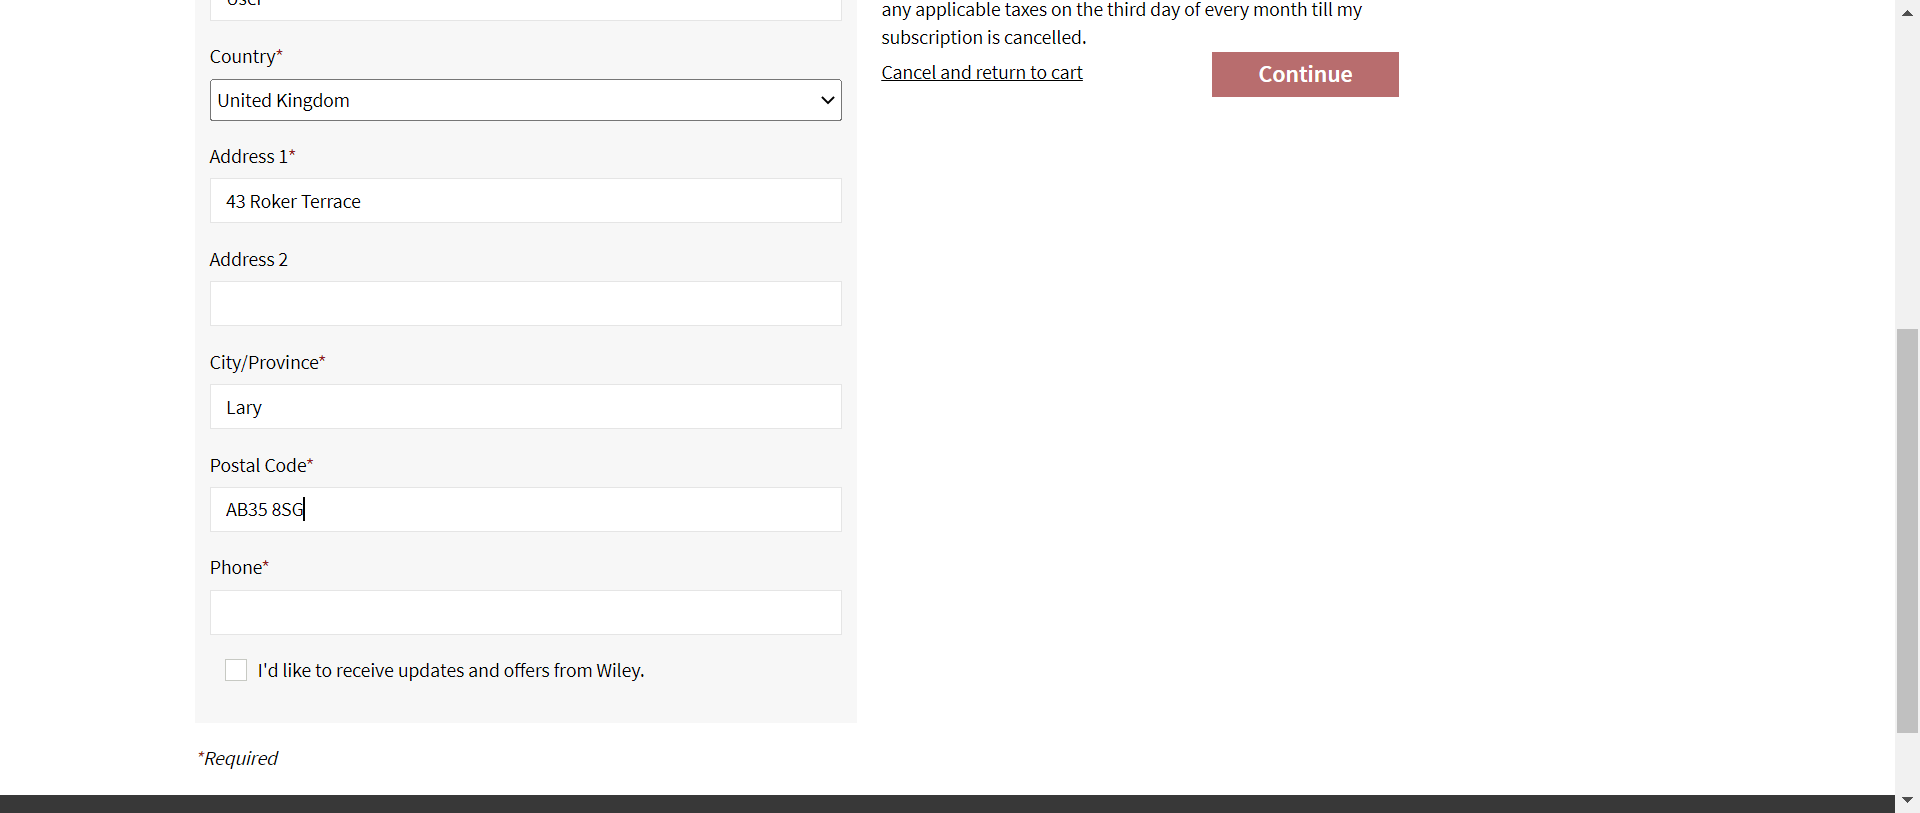 User
Country*
United Kingdom
Address 1*
43 Roker Terrace
Address 2
City/Province*
Lary
Postal Code*
AB35 8SG
Phone*
I'd like to receive updates and offers from Wiley.
*Required
any applicable taxes on the third day of every month till my
subscription is cancelled.
Cancel and return to cart
Continue